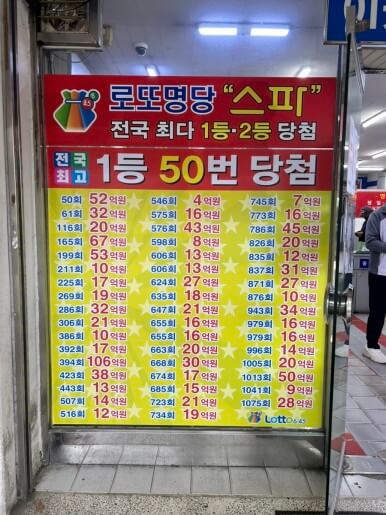 로또명당 "스파"
전국 최다 1등·2등 당첨
전국 최고 1등 50번 당첨
50회 52억원 546회 4억원 745회 7억원
61회 32억원 575회 16억원 773회 16억원
116회 20억원 576회 43억원 786회 45억원
165회 67억원 598회 8억원 826회 20억원
199회 53억원 606회 13억원 835회 12억원
211회 10억원 606회 13억원 837회 31억원
225회 17억원 624회 27억원 871회 27억원
269회 19억원 635회 18억원 876회 10억원
286회 32억원 647회 21억원 943회 34억원
306회 21억원 655회 16억원 979회 16억원
386회 10억원 655회 16억원 979회 16억원
392회 17억원 663회 20억원 996회 14억원
394회 106억원 668회 30억원 1005회 20억원
423회 38억원 674회 17억원 1013회 50억원
443회 13억원 685회 15억원 1041회 9억원
507회 14억원 723회 21억원 1075회 28억원
516회 12억원 734회 19억원 Lotto 6/45